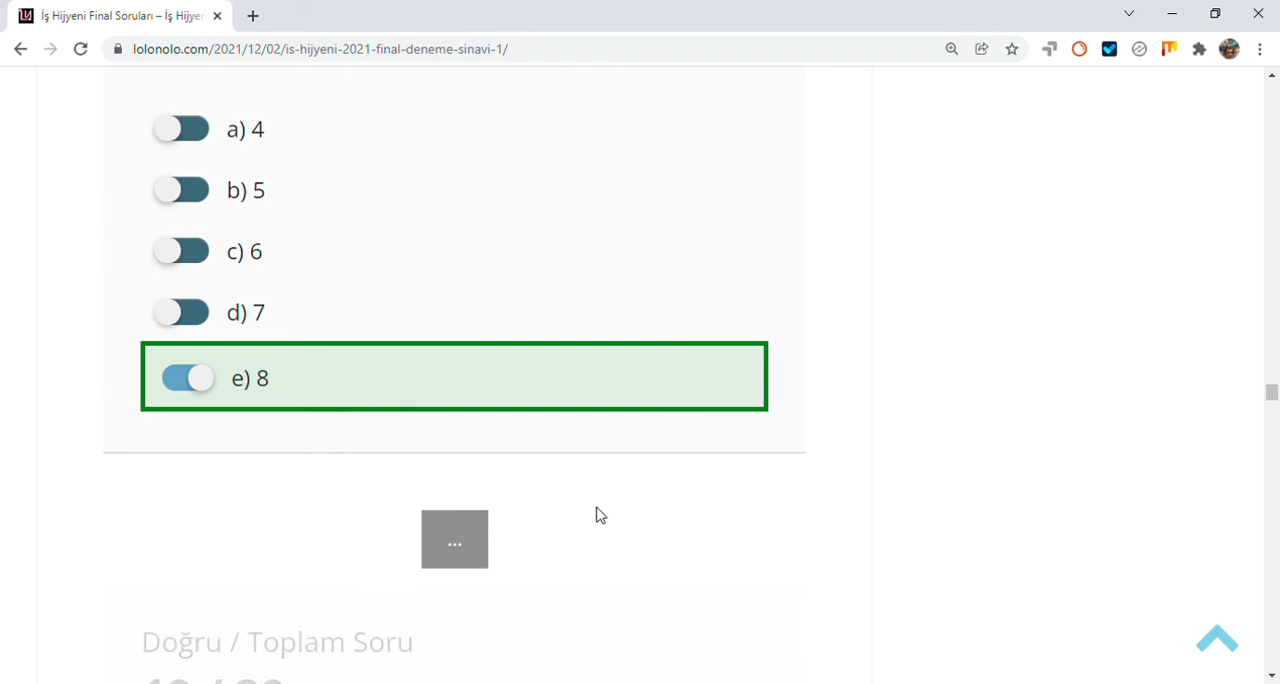 İş Hijyeni Final Soruları – İş Hijye
lolonolo.com/2021/12/02/is-hijyeni-2021-final-deneme-sinavi-1/
a) 4
b) 5
c) 6
d) 7
e) 8
...
Doğru / Toplam Soru